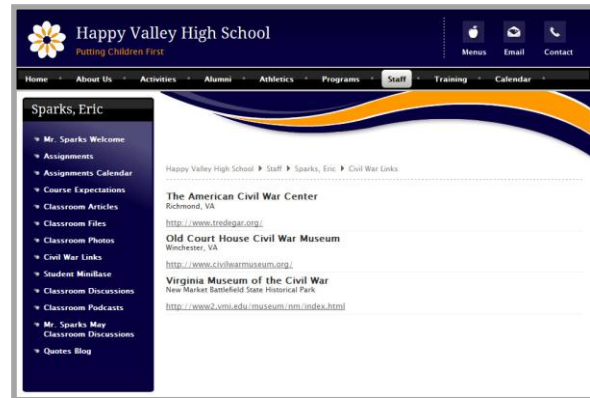 Happy Valley High School
Putting Children First
Menus Email Contact
Home About Us Activities Alumni Athletics Programs Staff Training Calendar
Sparks, Eric
Mr. Sparks Welcome
Assignments
Assignments Calendar
Course Expectations
Classroom Articles
Classroom Files
Classroom Photos
Civil War Links
Student MiniBase
Classroom Discussions
Classroom Podcasts
Mr. Sparks May
Classroom Discussions
Quotes Blog
Happy Valley High School Staff Sparks, Eric Civil War Links
The American Civil War Center
Richmond, VA
http://www.tredegar.org/
Old Court House Civil War Museum
Winchester, VA
http://www.civilwarmuseum.org/
Virginia Museum of the Civil War
New Market Battlefield State Historical Park
http://www2.vmi.edu/museum/nm/index.html